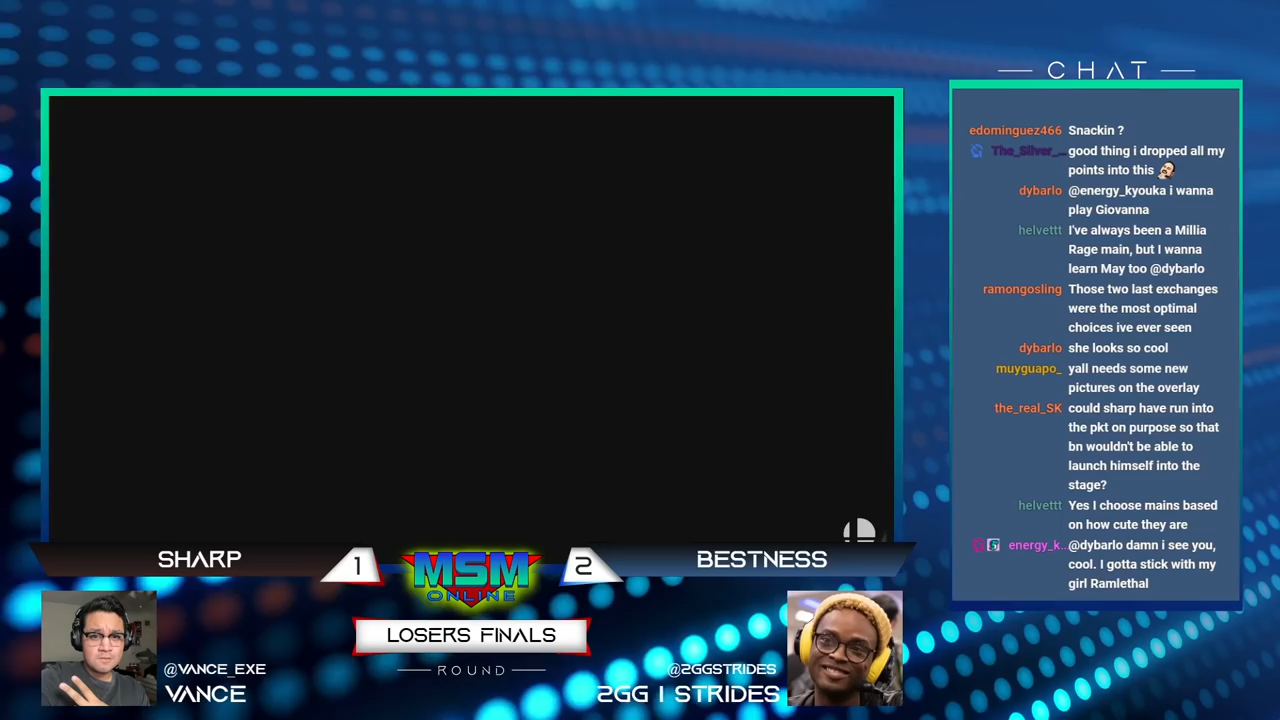 CHAT
edominguez466 Snackin ?
The_Silver_... good thing i dropped all my
points into this
dybarlo @energy_kyouka i wanna
play Giovanna
helvettt I've always been a Millia
Rage main, but I wanna
learn May too @dybarlo
ramongosling Those two last exchanges
were the most optimal
choices ive ever seen
dybarlo she looks so cool
muyguapo_ yall needs some new
pictures on the overlay
the_real_SK could sharp have run into
the pkt on purpose so that
bn wouldn't be able to
launch himself into the
stage?
helvettt Yes I choose mains based
on how cute they are
energy_k... @dybarlo damn i see you,
cool. I gotta stick with my
girl Ramlethal
SHARP 1 MSM ONLINE 2 BESTNESS
LOSERS FINALS
ROUND
@VANCE_EXE
VANCE
@2GGSTRIDES
2GG | STRIDES